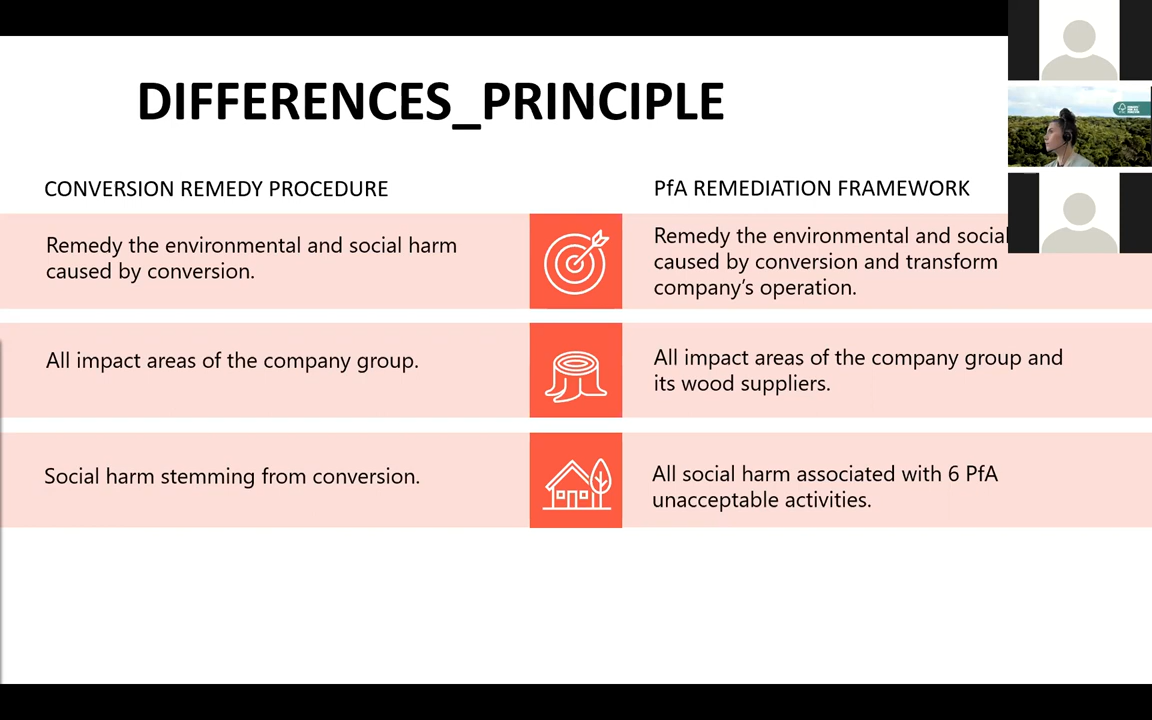 DIFFERENCES_PRINCIPLE
CONVERSION REMEDY PROCEDURE
PfA REMEDIATION FRAMEWORK
Remedy the environmental and social harm
caused by conversion.
Remedy the environmental and social
caused by conversion and transform
company's operation.
All impact areas of the company group.
All impact areas of the company group and
its wood suppliers.
Social harm stemming from conversion.
All social harm associated with 6 PfA
unacceptable activities.